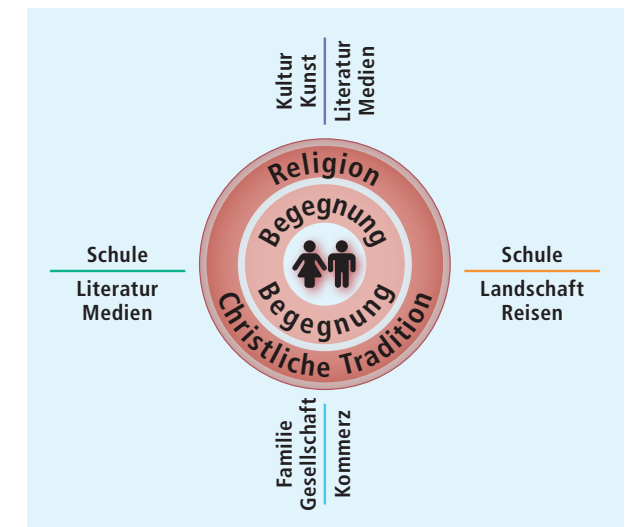 Kultur
Kunst
Literatur
Medien
Religion
Begegnung
Schule
Literatur
Medien
Schule
Landschaft
Reisen
Begegnung
Christliche Tradition
Familie
Gesellschaft
Kommerz